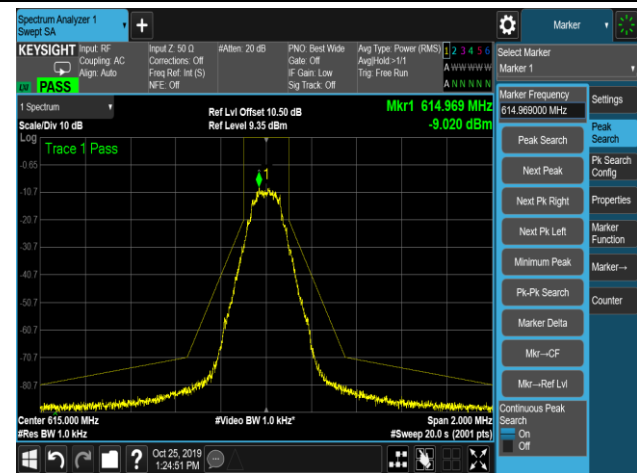 Spectrum Analyzer 1
Swept SA
Marker
KEYSIGHT
Input: RF
Coupling: AC
Align: Auto
Input Z: 50 Ω
Corrections: Off
Freq Ref: Int (S)
NFE: Off
#Atten: 20 dB
PNO: Best Wide
Gate: Off
IF Gain: Low
Sig Track: Off
Avg Type: Power (RMS)
Avg|Hold:>1/1
Trig: Free Run
1 2 3 4 5 6
A W W W W W
A N N N N N
PASS
Select Marker
Marker 1
1 Spectrum
Scale/Div 10 dB
Log
Ref Lvl Offset 10.50 dB
Ref Level 9.35 dBm
Mkr1 614.969 MHz
-9.020 dBm
Trace 1 Pass
1
-0.65
-10.7
-20.7
-30.7
-40.7
-50.7
-60.7
-70.7
-80.7
Center 615.000 MHz
#Res BW 1.0 kHz
#Video BW 1.0 kHz*
Span 2.000 MHz
#Sweep 20.0 s (2001 pts)
Marker Frequency
614.969000 MHz
Peak Search
Next Peak
Next Pk Right
Next Pk Left
Minimum Peak
Pk-Pk Search
Marker Delta
Mkr→CF
Mkr→Ref Lvl
Continuous Peak
Search
On
Off
Settings
Peak
Search
Pk Search
Config
Properties
Marker
Function
Marker→
Counter
?
Oct 25, 2019
1:24:51 PM